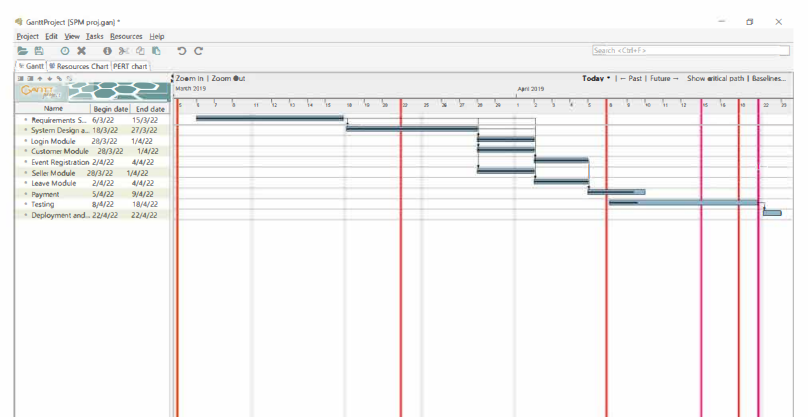 GanttProject [SPM proj.gan] *
Project Edit View Tasks Resources Help
Search <Ctrl+F>
Gantt Resources Chart PERT chart
Zoom In | Zoom Out
Today ▾ | ← Past | Future → Show critical path | Baselines...
March 2019 April 2019
Name Begin date End date
Requirements S... 6/3/22 15/3/22
System Design a... 18/3/22 27/3/22
Login Module 28/3/22 1/4/22
Customer Module 28/3/22 1/4/22
Event Registration 2/4/22 4/4/22
Seller Module 28/3/22 1/4/22
Leave Module 2/4/22 4/4/22
Payment 5/4/22 9/4/22
Testing 8/4/22 18/4/22
Deployment and... 22/4/22 22/4/22